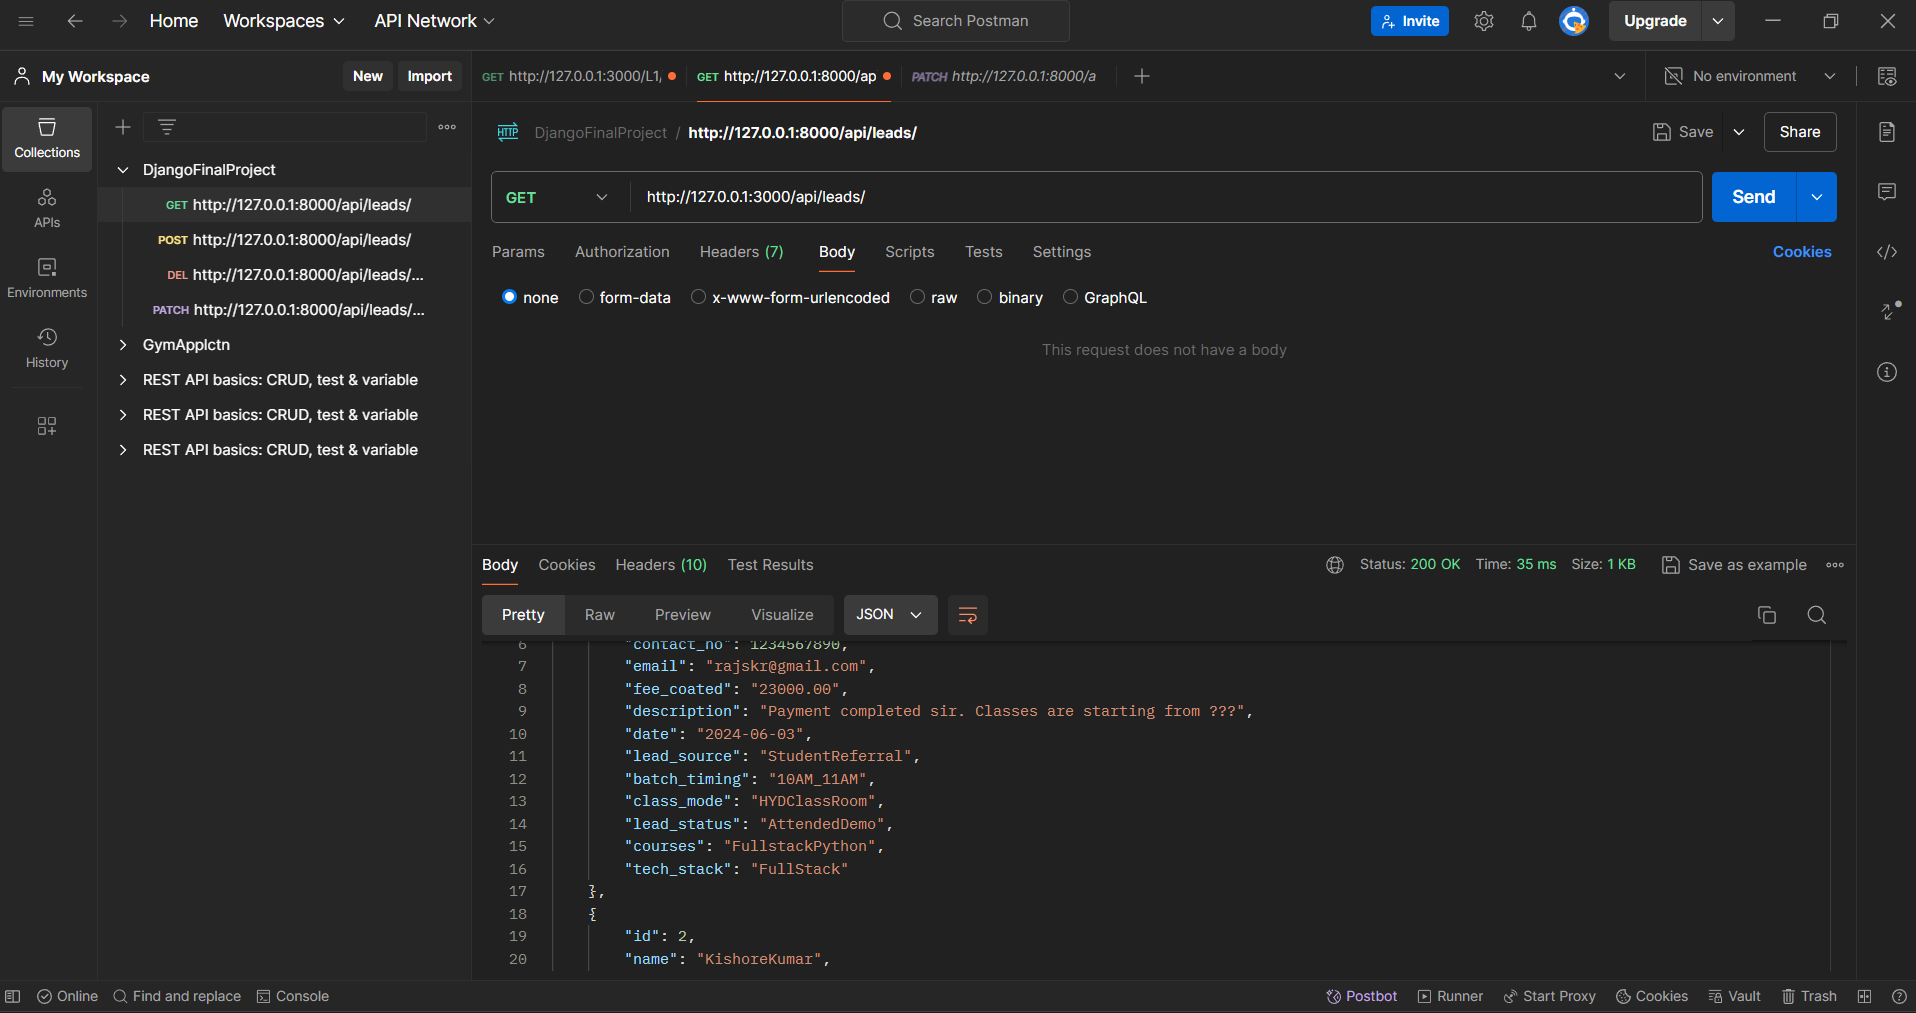 Home Workspaces API Network Search Postman Invite Upgrade
My Workspace New Import GET http://127.0.0.1:3000/L1/ GET http://127.0.0.1:8000/ap PATCH http://127.0.0.1:8000/a No environment
Collections
APIs
Environments
History
DjangoFinalProject
GET http://127.0.0.1:8000/api/leads/
POST http://127.0.0.1:8000/api/leads/
DEL http://127.0.0.1:8000/api/leads/...
PATCH http://127.0.0.1:8000/api/leads/...
GymApplctn
REST API basics: CRUD, test & variable
REST API basics: CRUD, test & variable
REST API basics: CRUD, test & variable
HTTP DjangoFinalProject / http://127.0.0.1:8000/api/leads/ Save Share
GET http://127.0.0.1:3000/api/leads/ Send
Params Authorization Headers (7) Body Scripts Tests Settings Cookies
none form-data x-www-form-urlencoded raw binary GraphQL
This request does not have a body
Body Cookies Headers (10) Test Results Status: 200 OK Time: 35 ms Size: 1 KB Save as example
Pretty Raw Preview Visualize JSON
6 "contact_no": 1234567890,
7 "email": "rajskr@gmail.com",
8 "fee_coated": "23000.00",
9 "description": "Payment completed sir. Classes are starting from ???",
10 "date": "2024-06-03",
11 "lead_source": "StudentReferral",
12 "batch_timing": "10AM_11AM",
13 "class_mode": "HYDClassRoom",
14 "lead_status": "AttendedDemo",
15 "courses": "FullstackPython",
16 "tech_stack": "FullStack"
17 },
18 {
19 "id": 2,
20 "name": "KishoreKumar",
Online Find and replace Console Postbot Runner Start Proxy Cookies Vault Trash